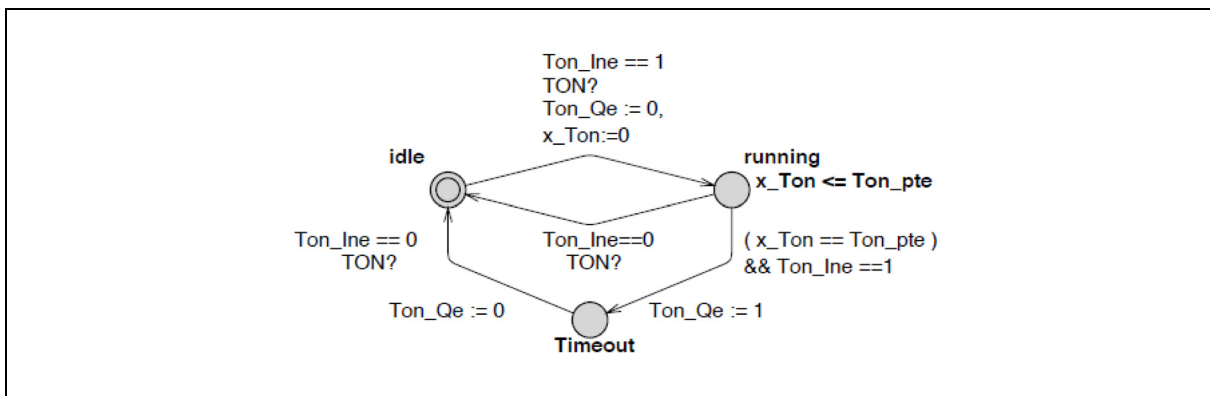 Ton_Ine == 1
TON?
Ton_Qe := 0,
x_Ton:=0
idle
running
x_Ton <= Ton_pte
Ton_Ine == 0
TON?
Ton_Ine==0
TON?
( x_Ton == Ton_pte )
&& Ton_Ine ==1
Ton_Qe := 0
Ton_Qe := 1
Timeout